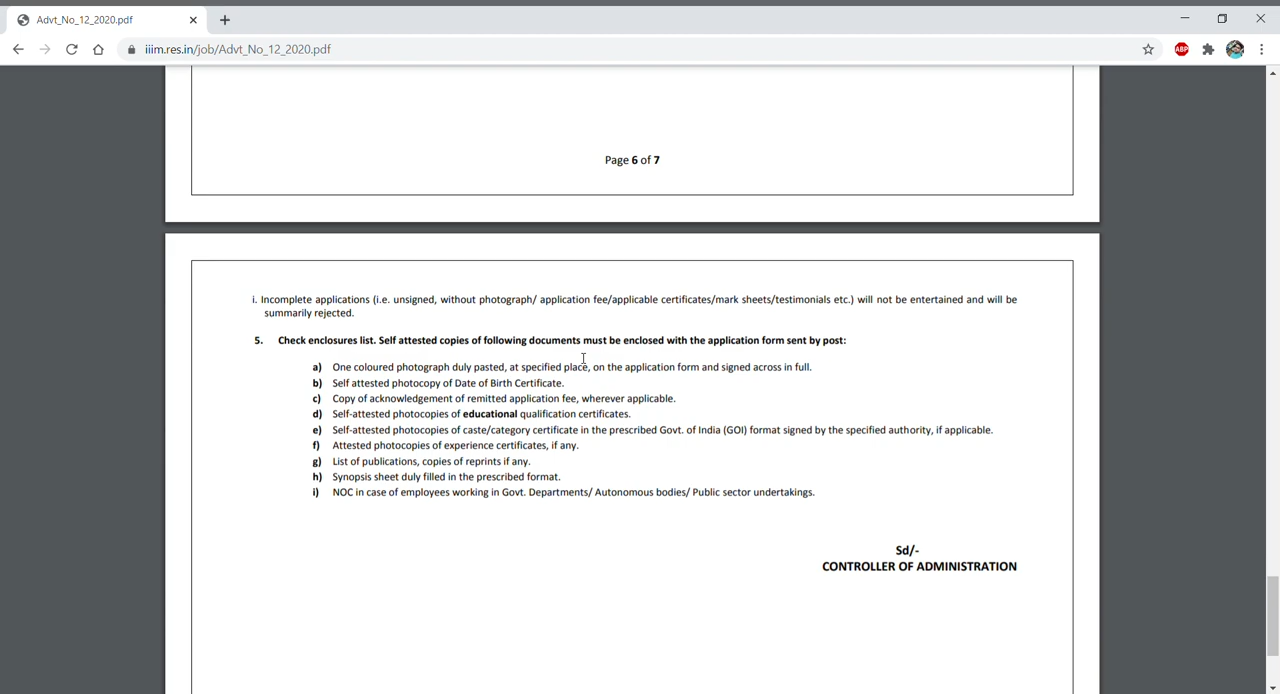 Advt_No_12_2020.pdf
iiim.res.in/job/Advt_No_12_2020.pdf
ABP
Page 6 of 7
i. Incomplete applications (i.e. unsigned, without photograph/ application fee/applicable certificates/mark sheets/testimonials etc.) will not be entertained and will be
summarily rejected.
5. Check enclosures list. Self attested copies of following documents must be enclosed with the application form sent by post:
a) One coloured photograph duly pasted, at specified place, on the application form and signed across in full.
b) Self attested photocopy of Date of Birth Certificate.
c) Copy of acknowledgement of remitted application fee, wherever applicable.
d) Self-attested photocopies of educational qualification certificates.
e) Self-attested photocopies of caste/category certificate in the prescribed Govt. of India (GOI) format signed by the specified authority, if applicable.
f) Attested photocopies of experience certificates, if any.
g) List of publications, copies of reprints if any.
h) Synopsis sheet duly filled in the prescribed format.
i) NOC in case of employees working in Govt. Departments/ Autonomous bodies/ Public sector undertakings.
Sd/-
CONTROLLER OF ADMINISTRATION